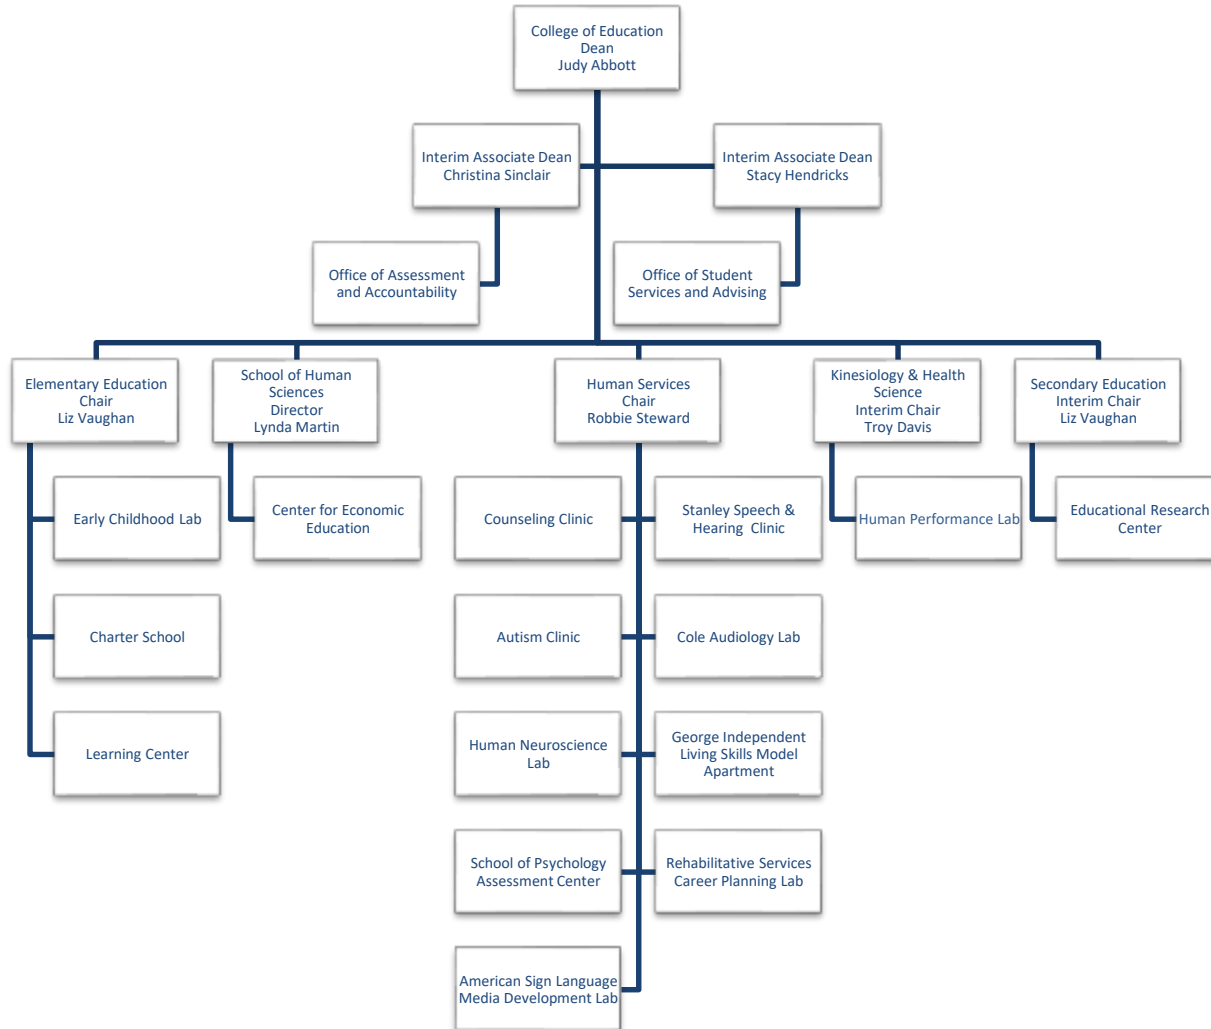 College of Education
Dean
Judy Abbott
Interim Associate Dean
Christina Sinclair
Interim Associate Dean
Stacy Hendricks
Office of Assessment
and Accountability
Office of Student
Services and Advising
Elementary Education
Chair
Liz Vaughan
School of Human
Sciences
Director
Lynda Martin
Human Services
Chair
Robbie Steward
Kinesiology & Health
Science
Interim Chair
Troy Davis
Secondary Education
Interim Chair
Liz Vaughan
Early Childhood Lab
Center for Economic
Education
Counseling Clinic
Stanley Speech &
Hearing Clinic
Human Performance Lab
Educational Research
Center
Charter School
Autism Clinic
Cole Audiology Lab
Learning Center
Human Neuroscience
Lab
George Independent
Living Skills Model
Apartment
School of Psychology
Assessment Center
Rehabilitative Services
Career Planning Lab
American Sign Language
Media Development Lab